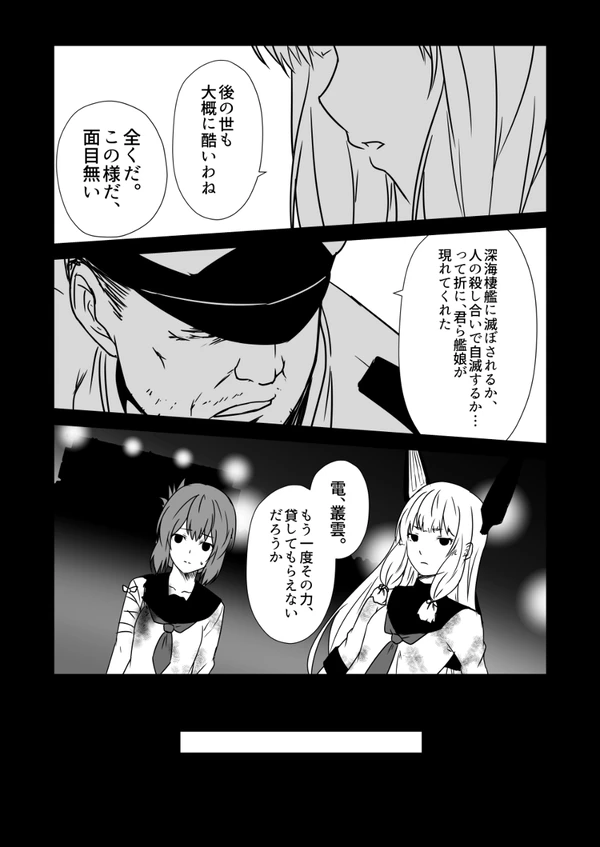 後の世も
大概に酷いわね
全くだ。
この様だ、
面目無い
深海棲艦に滅ぼされるか、
人の殺し合いで自滅するか…
って折に、君ら艦娘が
現れてくれた
電、叢雲。
もう一度その力、
貸してもらえない
だろうか